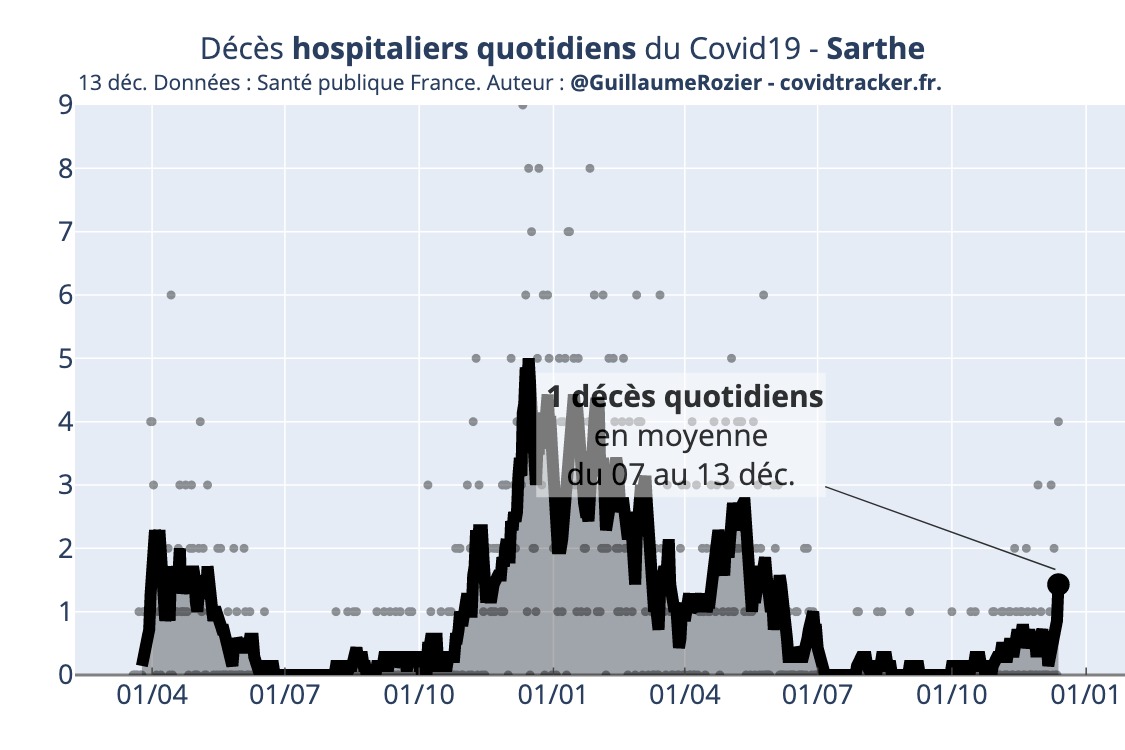 Décès hospitaliers quotidiens du Covid19 - Sarthe
13 déc. Données : Santé publique France. Auteur : @GuillaumeRozier - covidtracker.fr.
9
8
7
6
5
4
3
2
1
0
1 décès quotidiens
en moyenne
du 07 au 13 déc.
01/04 01/07 01/10 01/01 01/04 01/07 01/10 01/01